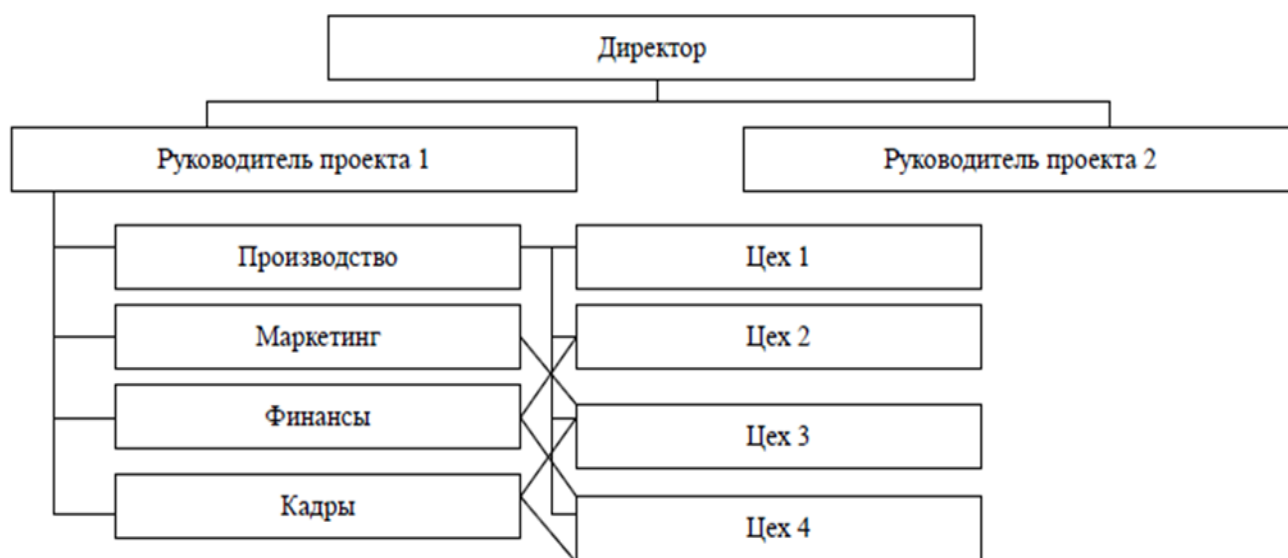 Директор
Руководитель проекта 1
Руководитель проекта 2
Производство
Цех 1
Маркетинг
Цех 2
Финансы
Цех 3
Кадры
Цех 4